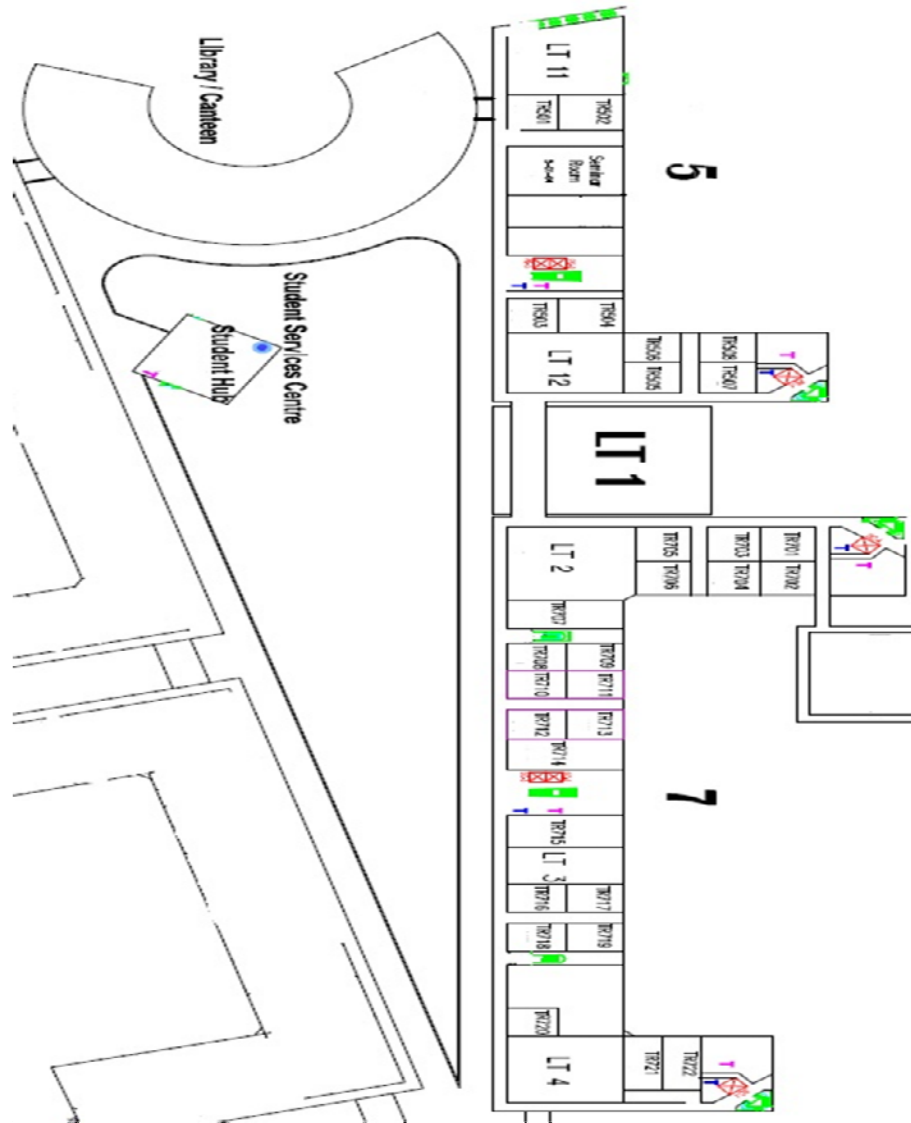 LT 11
TR501
TR502
Library / Canteen
Seminar
Room
5
TR503
TR504
Student Services Centre
Student Hub
LT 12
TR506
TR505
TR508
TR507
LT 1
LT 2
TR705
TR706
TR703
TR704
TR701
TR702
TR707
TR708
TR709
TR710
TR711
TR712
TR713
TR714
7
TR715
LT 3
TR716
TR717
TR718
TR719
TR720
LT 4
TR721
TR722
T
T
T
T
T
T
T
T
T
T
T